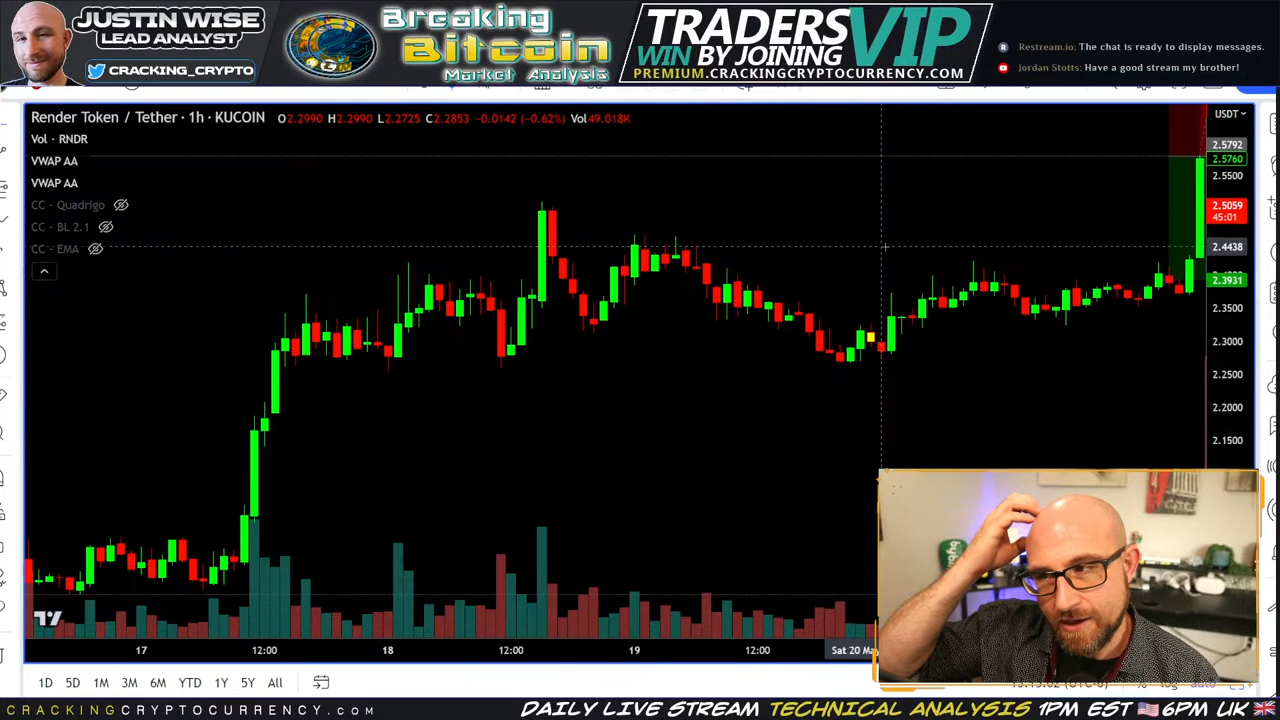 JUSTIN WISE
LEAD ANALYST
CRACKING_CRYPTO
Breaking
Bitcoin
Market Analysis
TRADERS VIP
WIN BY JOINING
PREMIUM.CRACKINGCRYPTOCURRENCY.COM
Restream.io: The chat is ready to display messages.
Jordan Stotts: Have a good stream my brother!
Render Token / Tether · 1h · KUCOIN O2.2990 H2.2990 L2.2725 C2.2853 −0.0142 (−0.62%) Vol49.018K
USDT
Vol · RNDR
VWAP AA
VWAP AA
CC - Quadrigo
CC - BL 2.1
CC - EMA
2.5792
2.5760
2.5500
2.5059
45:01
2.4438
2.3931
2.3500
2.3000
2.2500
2.2000
2.1500
17
12:00
18
12:00
19
12:00
Sat 20 May
1D 5D 1M 3M 6M YTD 1Y 5Y All
CRACKINGCRYPTOCURRENCY.COM
DAILY LIVE STREAM TECHNICAL ANALYSIS 1PM EST 6PM UK